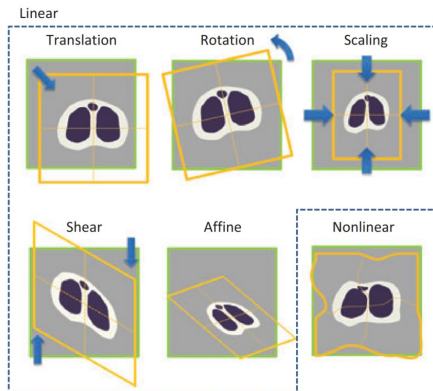 Linear
Translation
Rotation
Scaling
Shear
Affine
Nonlinear